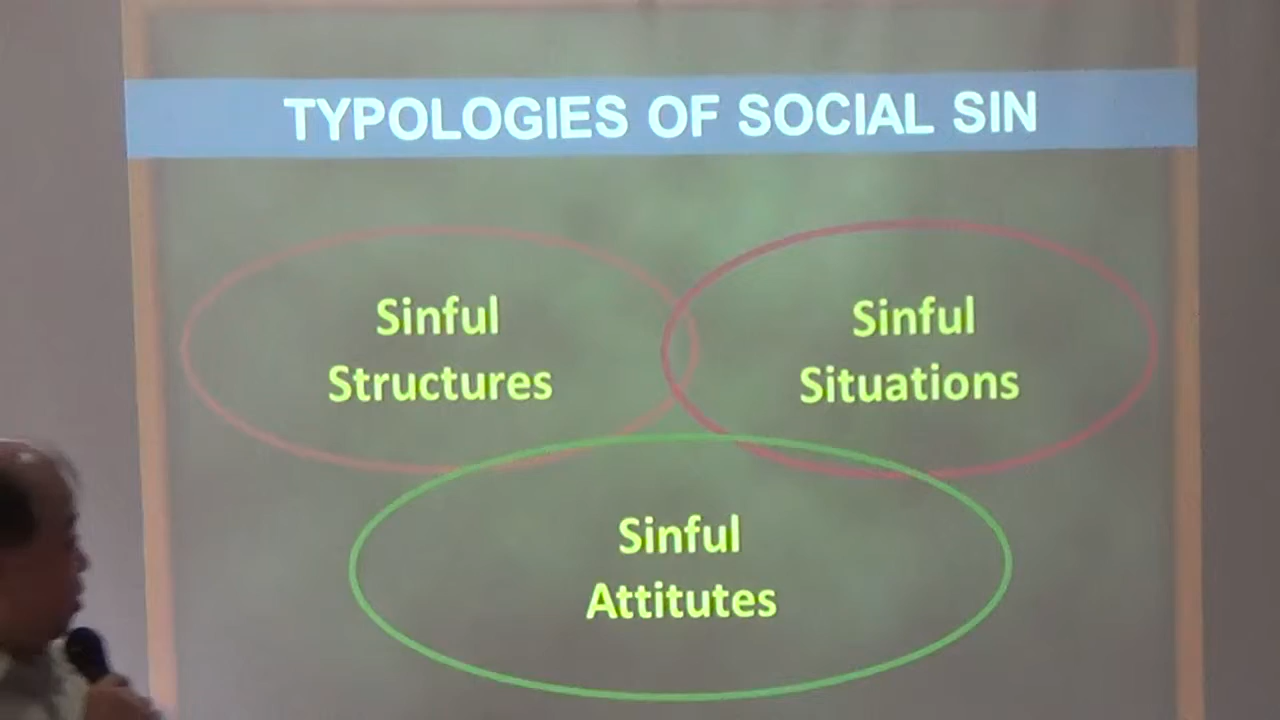 TYPOLOGIES OF SOCIAL SIN
Sinful
Structures
Sinful
Situations
Sinful
Attitutes